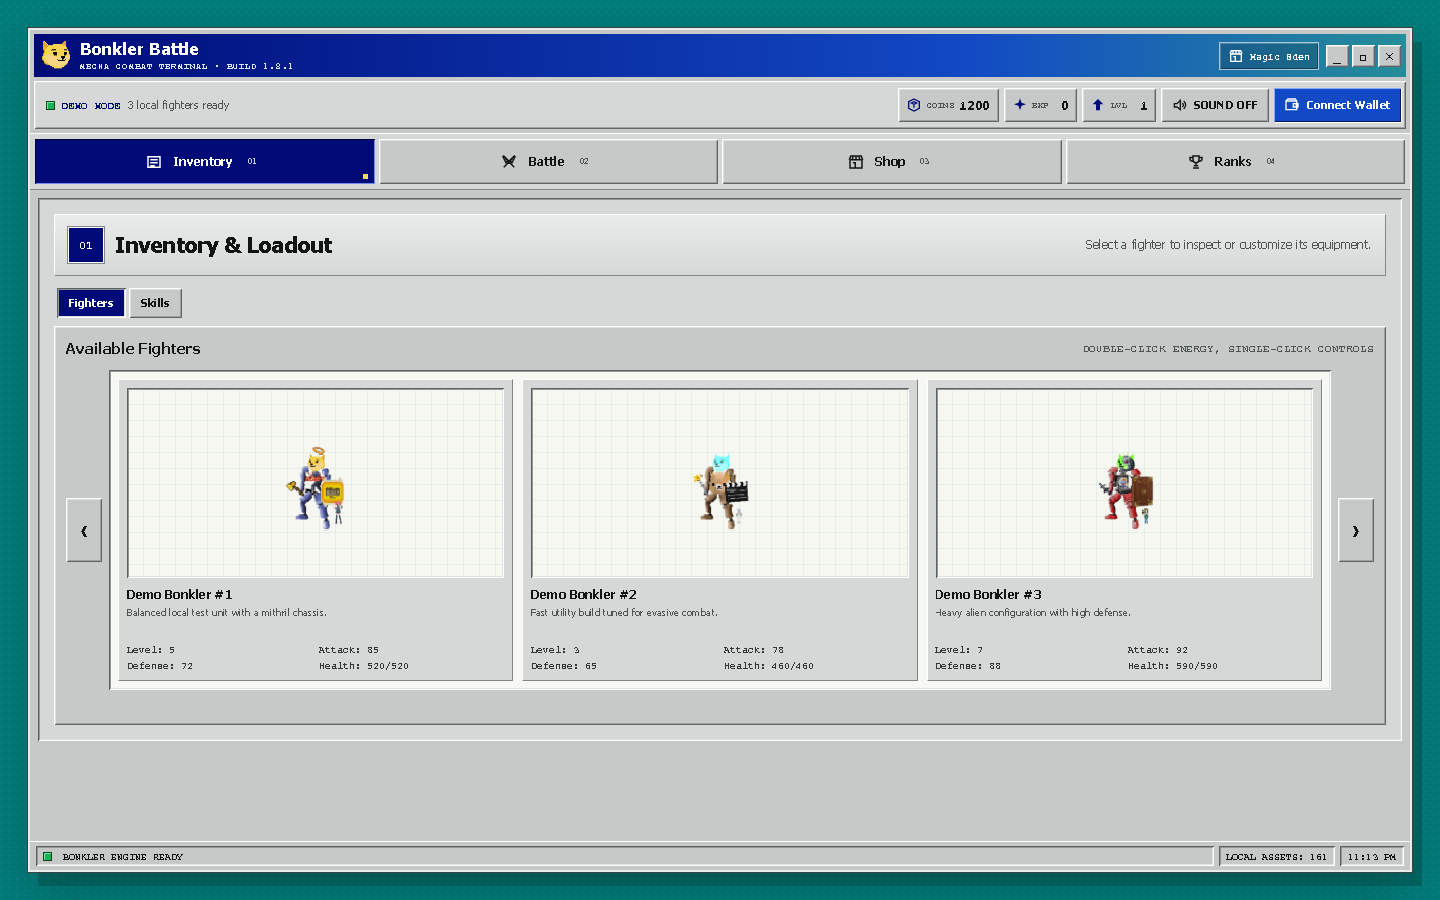 Bonkler Battle
MECHA COMBAT TERMINAL • BUILD 1.8.1
Magic Eden
DEMO MODE 3 local fighters ready
COINS 1200
EXP 0
LVL 1
SOUND OFF
Connect Wallet
Inventory 01
Battle 02
Shop 03
Ranks 04
01 Inventory & Loadout
Select a fighter to inspect or customize its equipment.
Fighters
Skills
Available Fighters
DOUBLE-CLICK ENERGY, SINGLE-CLICK CONTROLS
Demo Bonkler #1
Balanced local test unit with a mithril chassis.
Level: 5 Attack: 85
Defense: 72 Health: 520/520
Demo Bonkler #2
Fast utility build tuned for evasive combat.
Level: 3 Attack: 78
Defense: 65 Health: 460/460
Demo Bonkler #3
Heavy alien configuration with high defense.
Level: 7 Attack: 92
Defense: 88 Health: 590/590
BONKLER ENGINE READY
LOCAL ASSETS: 161
11:13 PM